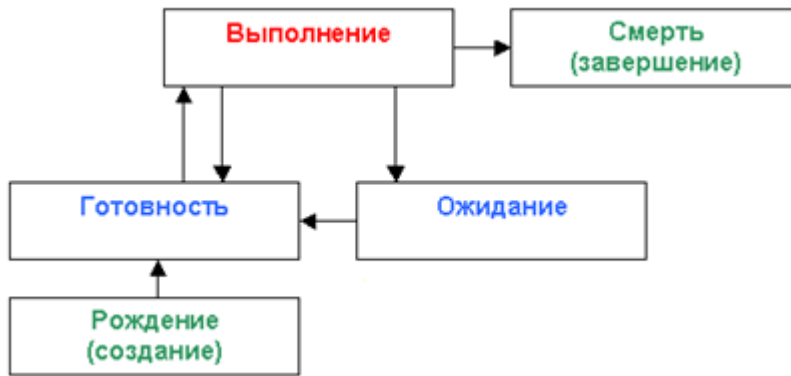 Выполнение
Смерть
(завершение)
Готовность
Ожидание
Рождение
(создание)